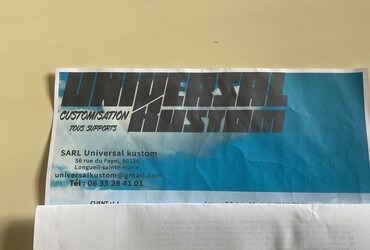 UNIVERSAL
KUSTOM
CUSTOMISATION
TOUS SUPPORTS
SARL Universal kustom
56 rue du Fayel, 60126
Longueil-sainte-marie
universalkustom@gmail.com
Tél : 06 35 28 41 01